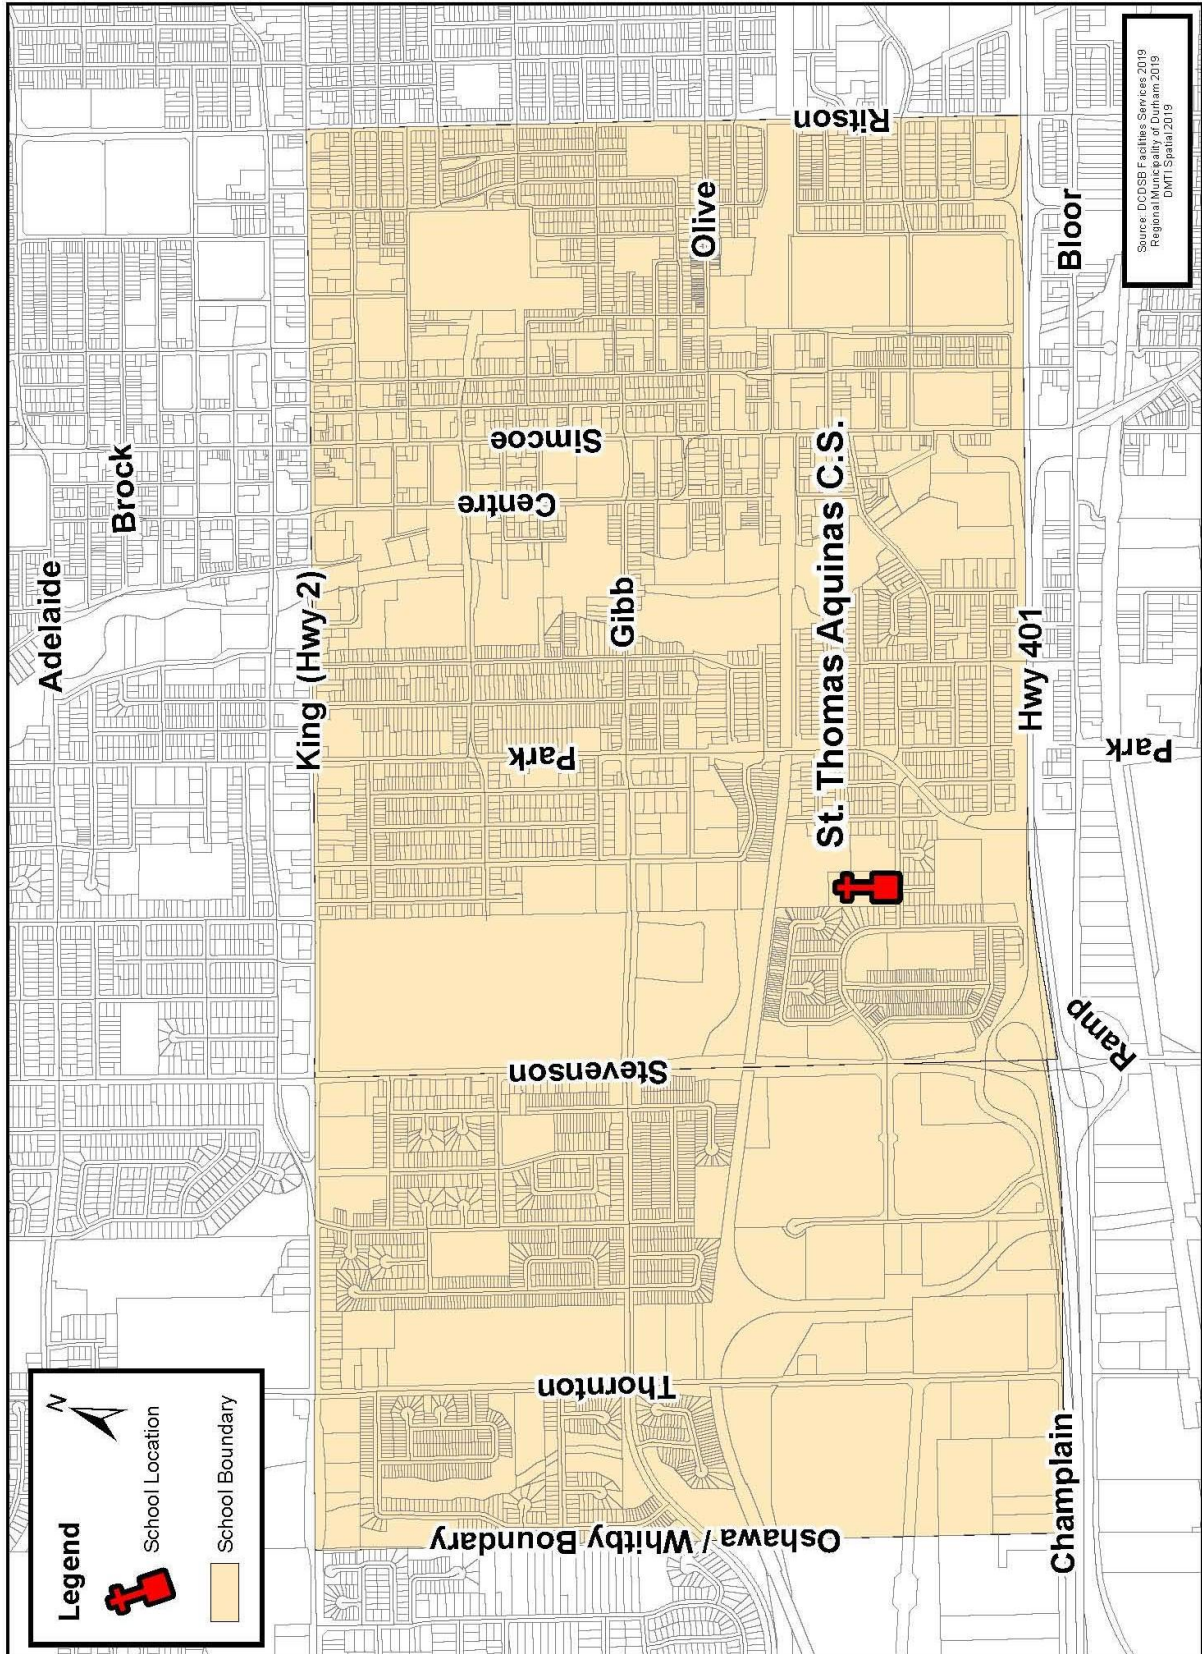 Legend
N
School Location
School Boundary
Adelaide
Brock
King (Hwy 2)
Simcoe
Centre
Gibb
Park
Olive
Ritson
St. Thomas Aquinas C.S.
Stevenson
Thornton
Oshawa / Whitby Boundary
Hwy 401
Bloor
Park
Ramp
Champlain
Source: DCDSB Facilities Services 2019
Regional Municipality of Durham 2019
DMTI Spatial 2019